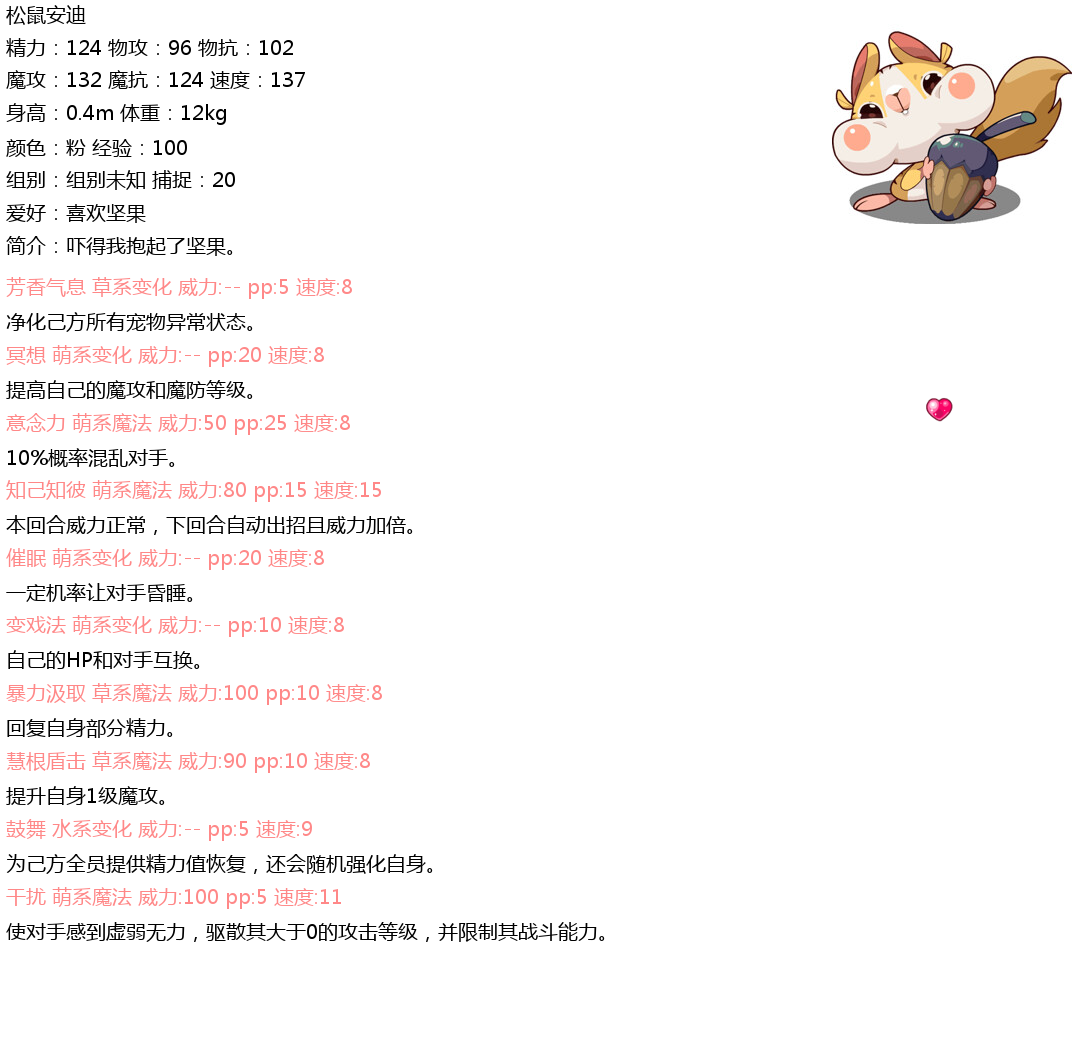 松鼠安迪
精力：124 物攻：96 物抗：102
魔攻：132 魔抗：124 速度：137
身高：0.4m 体重：12kg
颜色：粉 经验：100
组别：组别未知 捕捉：20
爱好：喜欢坚果
简介：吓得我抱起了坚果。
芳香气息 草系变化 威力:-- pp:5 速度:8
净化己方所有宠物异常状态。
冥想 萌系变化 威力:-- pp:20 速度:8
提高自己的魔攻和魔防等级。
意念力 萌系魔法 威力:50 pp:25 速度:8
10%概率混乱对手。
知己知彼 萌系魔法 威力:80 pp:15 速度:15
本回合威力正常，下回合自动出招且威力加倍。
催眠 萌系变化 威力:-- pp:20 速度:8
一定机率让对手昏睡。
变戏法 萌系变化 威力:-- pp:10 速度:8
自己的HP和对手互换。
暴力汲取 草系魔法 威力:100 pp:10 速度:8
回复自身部分精力。
慧根盾击 草系魔法 威力:90 pp:10 速度:8
提升自身1级魔攻。
鼓舞 水系变化 威力:-- pp:5 速度:9
为己方全员提供精力值恢复，还会随机强化自身。
干扰 萌系魔法 威力:100 pp:5 速度:11
使对手感到虚弱无力，驱散其大于0的攻击等级，并限制其战斗能力。